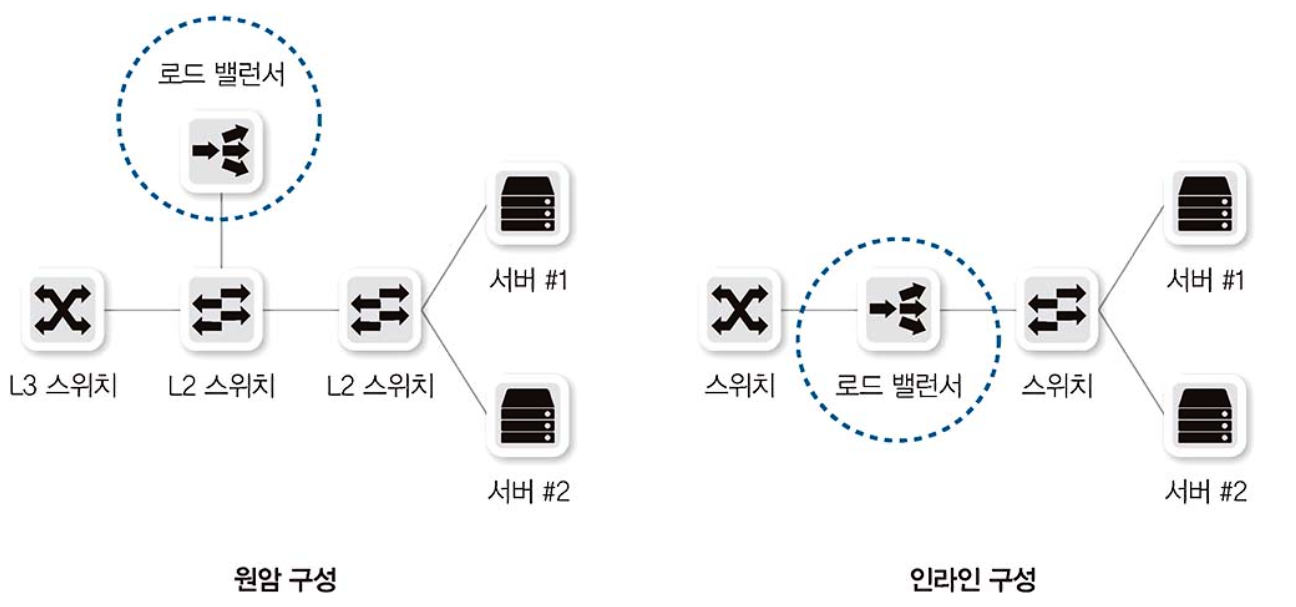 로드 밸런서
서버 #1
L3 스위치
L2 스위치
L2 스위치
서버 #2
원암 구성
서버 #1
스위치
로드 밸런서
스위치
서버 #2
인라인 구성